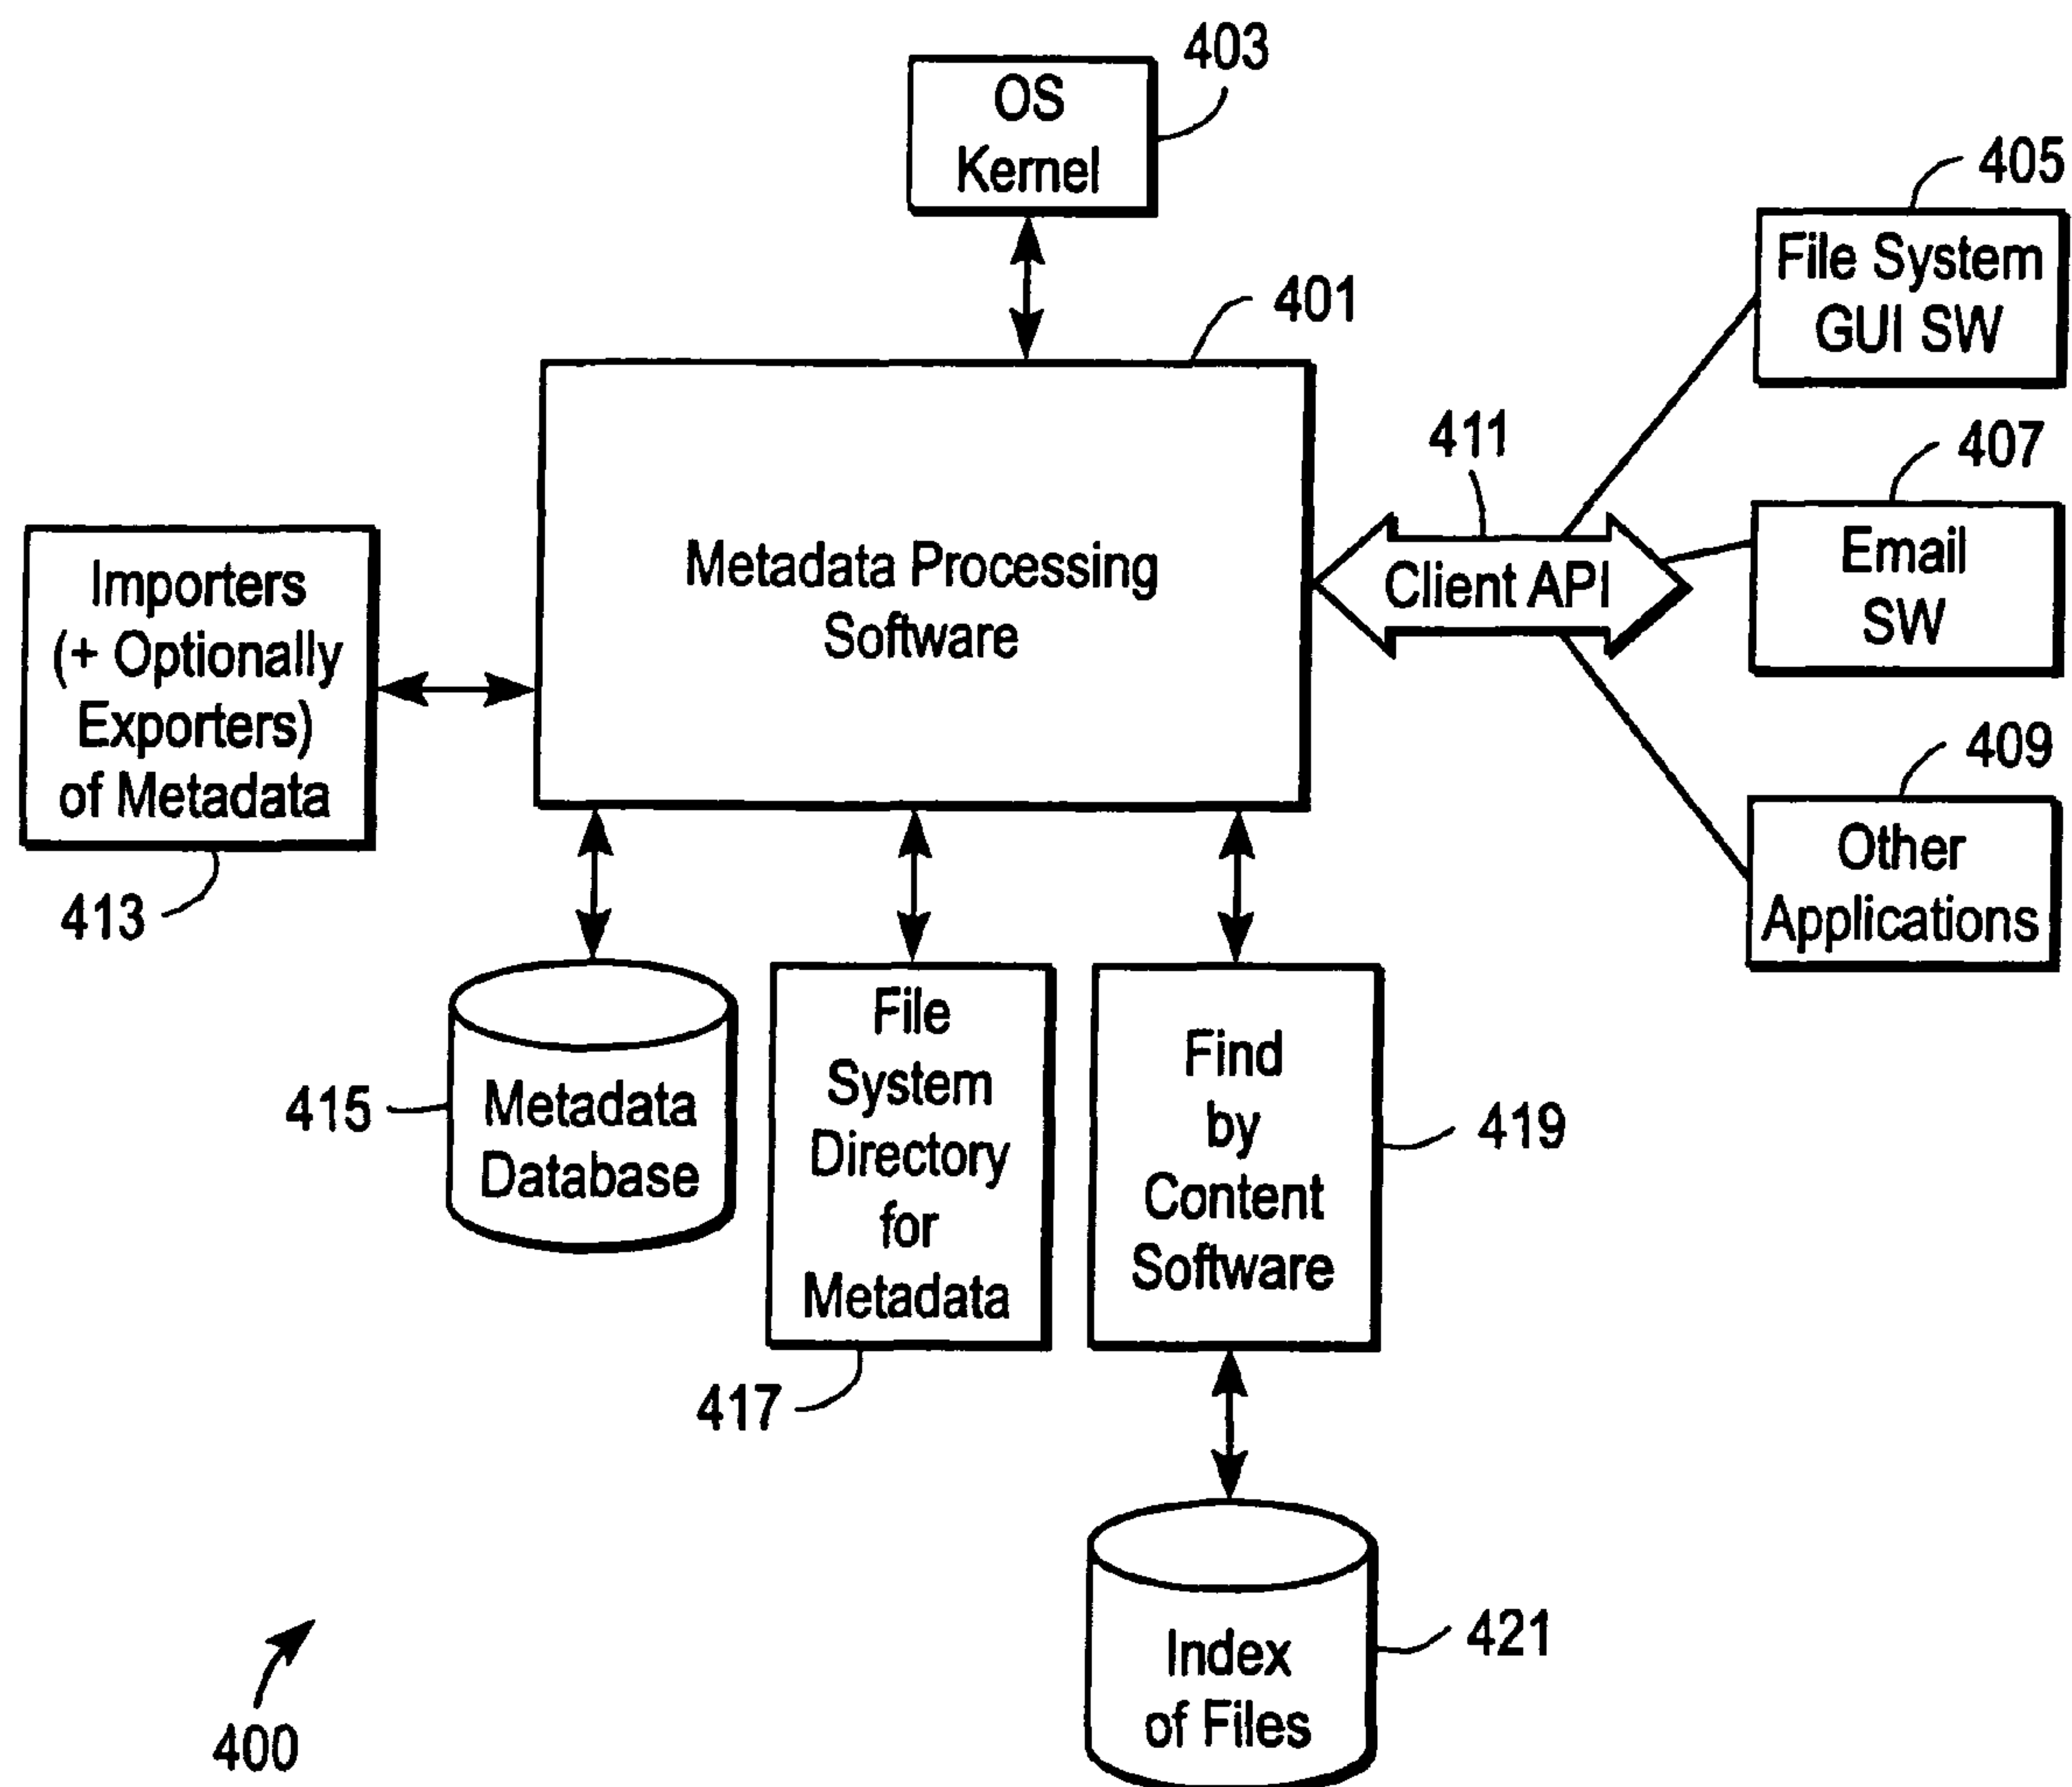 403
OS
Kernel
405
File System
GUI SW
401
411
407
Client API
Email
SW
Metadata Processing
Software
Importers
(+ Optionally
Exporters)
of Metadata
413
409
Other
Applications
415
Metadata
Database
File
System
Directory
for
Metadata
417
Find
by
Content
Software
419
421
Index
of Files
400